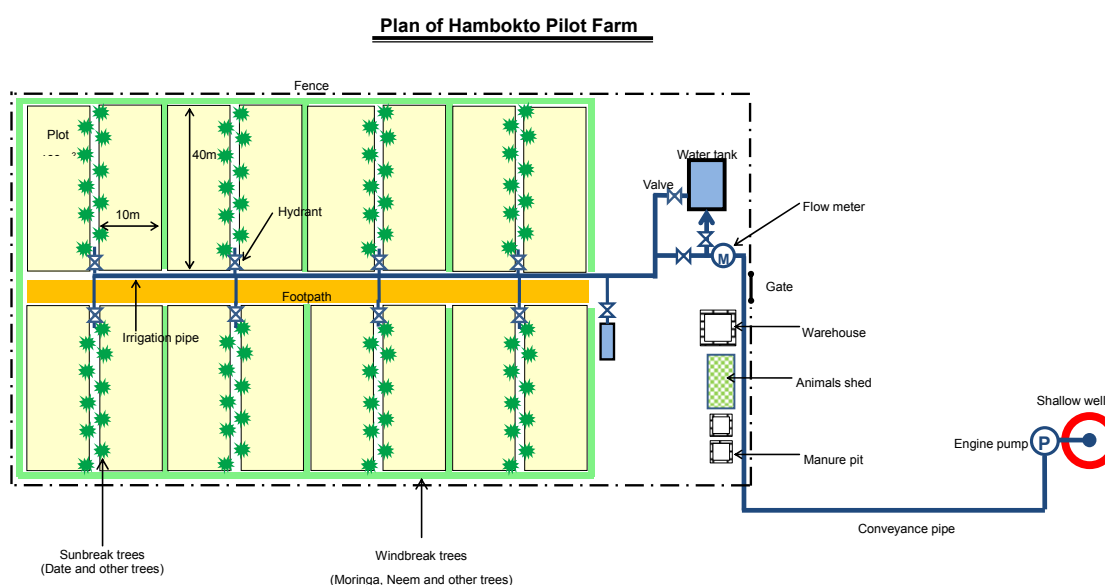 Plan of Hambokto Pilot Farm
Fence
Plot
40m
10m
Hydrant
Water tank
Valve
Flow meter
M
Gate
Footpath
Irrigation pipe
Warehouse
Animals shed
Shallow well
Engine pump
P
Manure pit
Conveyance pipe
Sunbreak trees
(Date and other trees)
Windbreak trees
(Moringa, Neem and other trees)